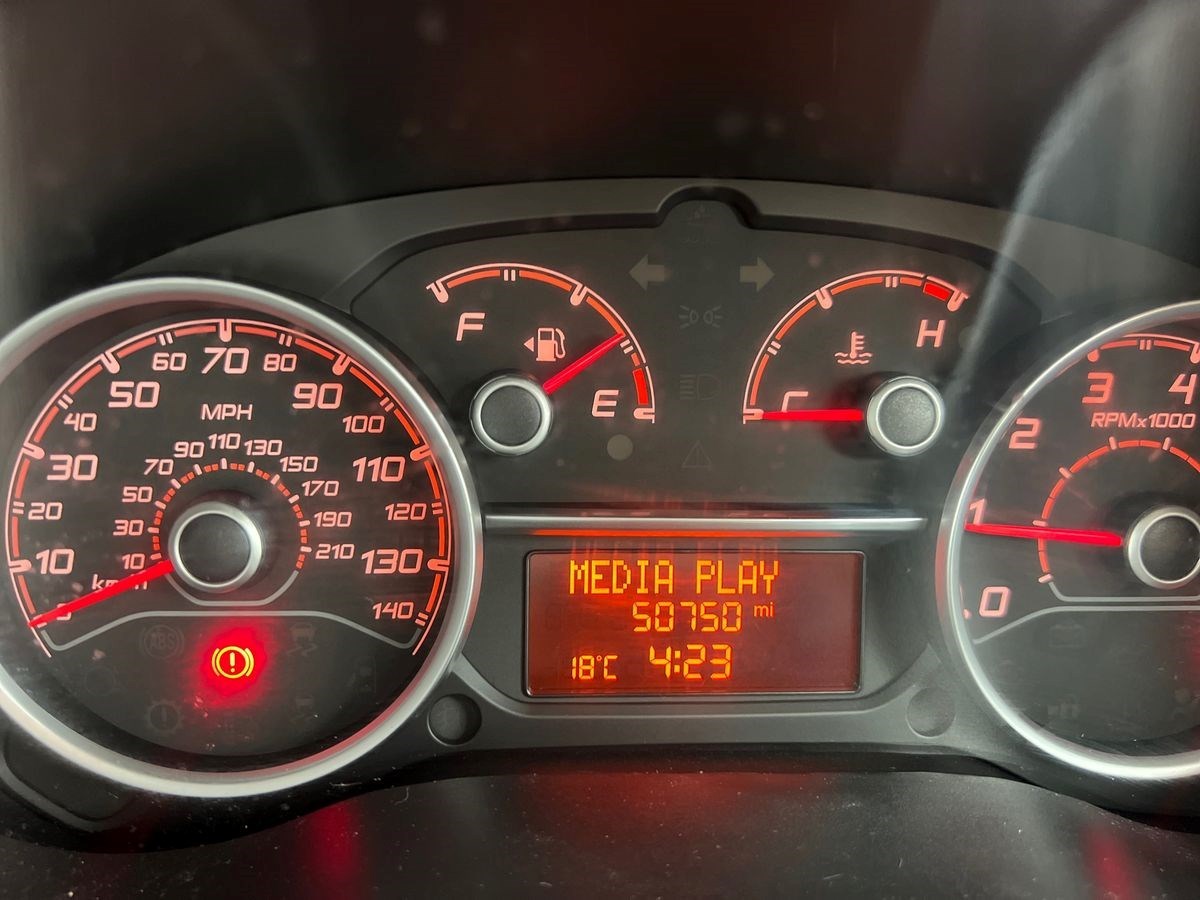 F
E
C
H
MPH
0 10 20 30 40 50 60 70 80 90 100 110 120 130 140
km/h
10 30 50 70 90 110 130 150 170 190 210
MEDIA PLAY
50750 mi
18°C 4:23
RPMx1000
0 1 2 3 4
ABS